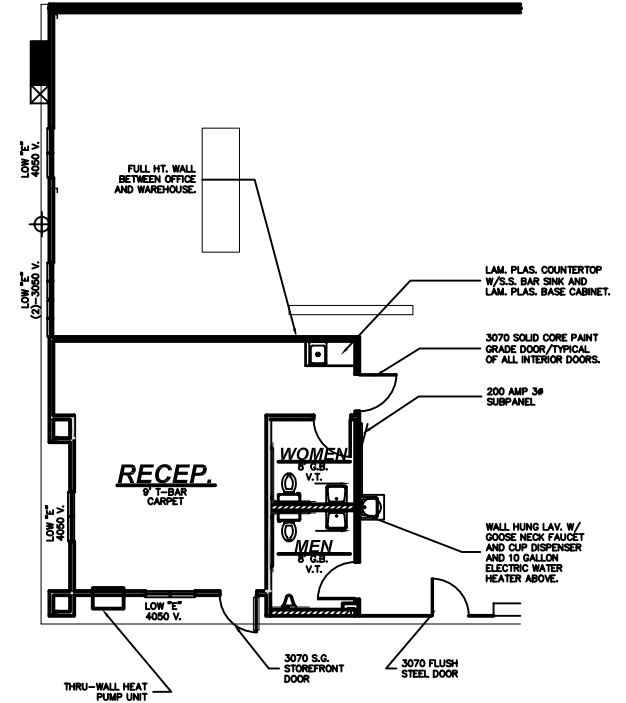 LOW "E"
4050 V.
FULL HT. WALL
BETWEEN OFFICE
AND WAREHOUSE.
LOW "E"
(2)-3050 V.
LAM. PLAS. COUNTERTOP
W/S.S. BAR SINK AND
LAM. PLAS. BASE CABINET.
3070 SOLID CORE PAINT
GRADE DOOR/TYPICAL
OF ALL INTERIOR DOORS.
200 AMP 3ø
SUBPANEL
WOMEN
8' G.B.
V.T.
RECEP.
9' T-BAR
CARPET
LOW "E"
4050 V.
MEN
8' G.B.
V.T.
WALL HUNG LAV. W/
GOOSE NECK FAUCET
AND CUP DISPENSER
AND 10 GALLON
ELECTRIC WATER
HEATER ABOVE.
LOW "E"
4050 V.
3070 S.G.
STOREFRONT
DOOR
3070 FLUSH
STEEL DOOR
THRU-WALL HEAT
PUMP UNIT